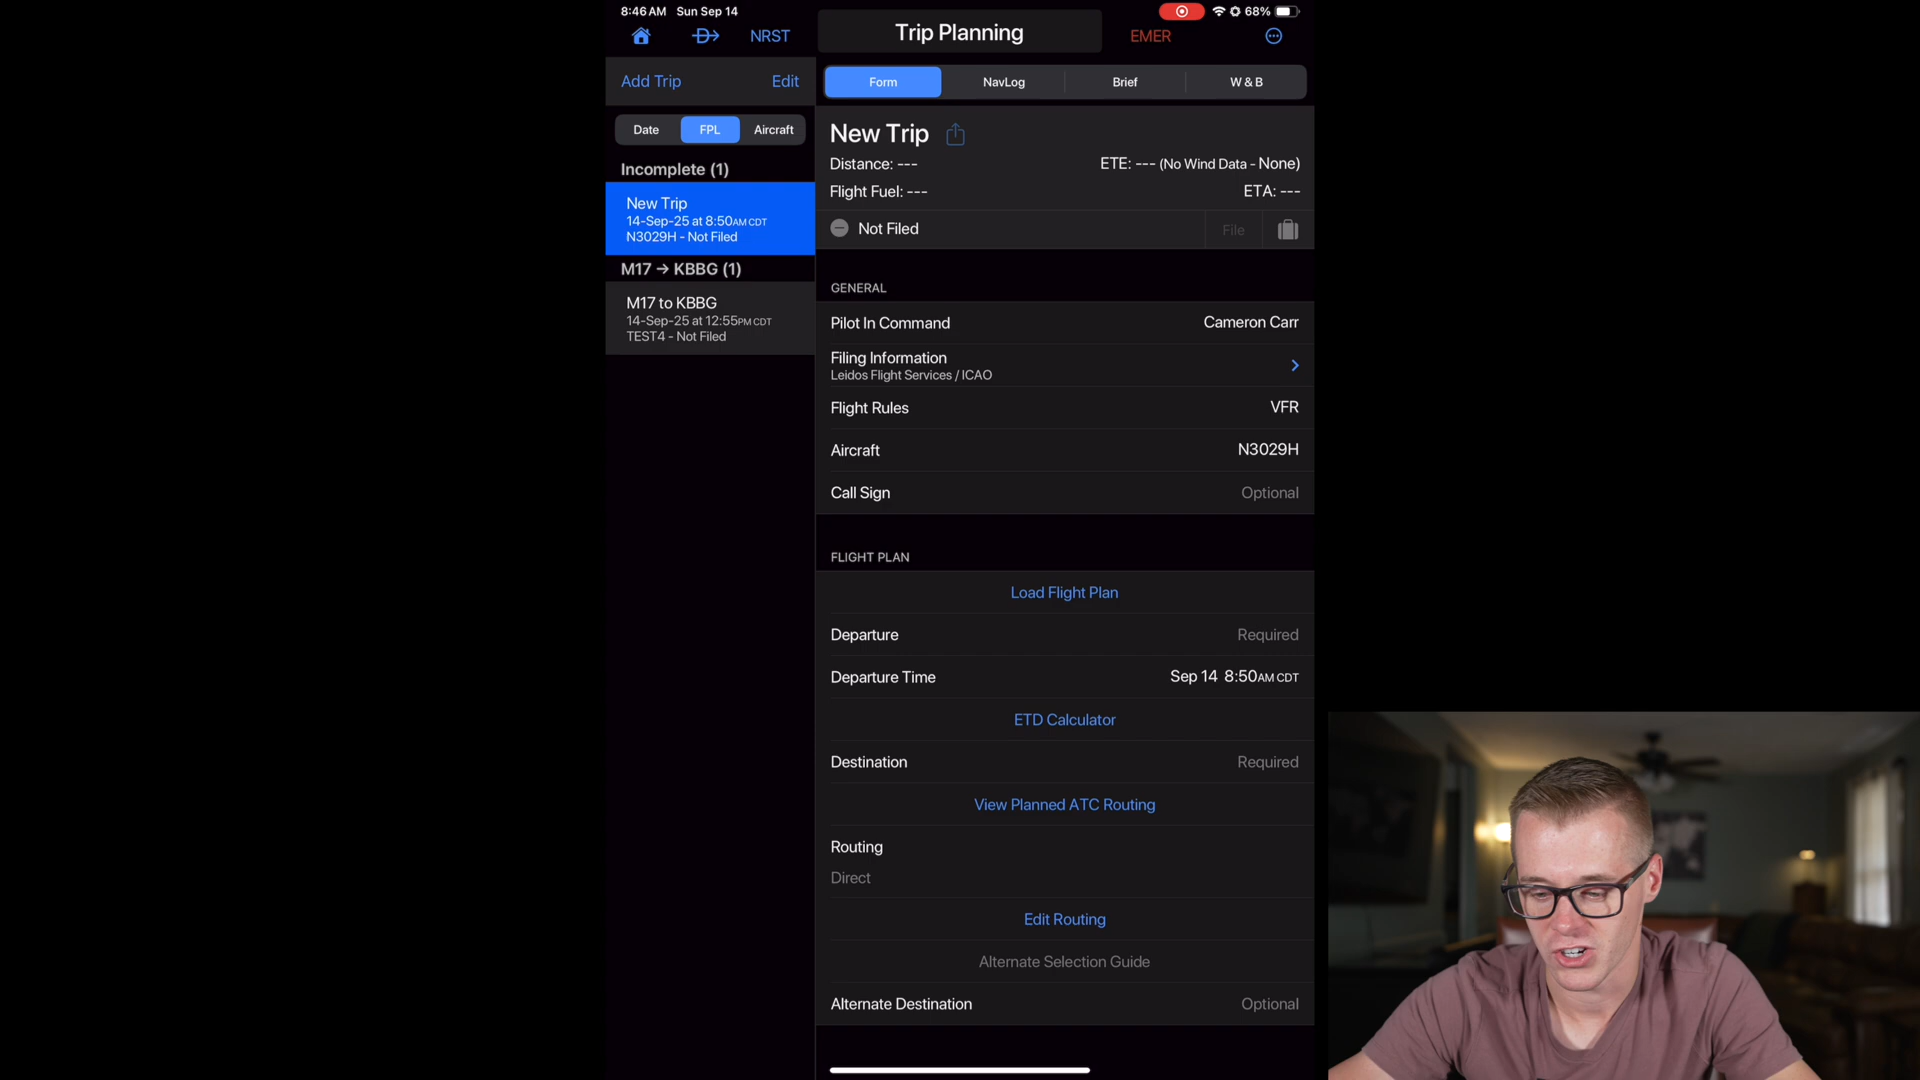 8:46 AM Sun Sep 14
68%
NRST
Trip Planning
EMER
Add Trip
Edit
Form
NavLog
Brief
W & B
Date
FPL
Aircraft
Incomplete (1)
New Trip
14-Sep-25 at 8:50AM CDT
N3029H - Not Filed
M17 → KBBG (1)
M17 to KBBG
14-Sep-25 at 12:55PM CDT
TEST4 - Not Filed
New Trip
Distance: ---
ETE: --- (No Wind Data - None)
Flight Fuel: ---
ETA: ---
Not Filed
File
GENERAL
Pilot In Command
Cameron Carr
Filing Information
Leidos Flight Services / ICAO
Flight Rules
VFR
Aircraft
N3029H
Call Sign
Optional
FLIGHT PLAN
Load Flight Plan
Departure
Required
Departure Time
Sep 14 8:50AM CDT
ETD Calculator
Destination
Required
View Planned ATC Routing
Routing
Direct
Edit Routing
Alternate Selection Guide
Alternate Destination
Optional